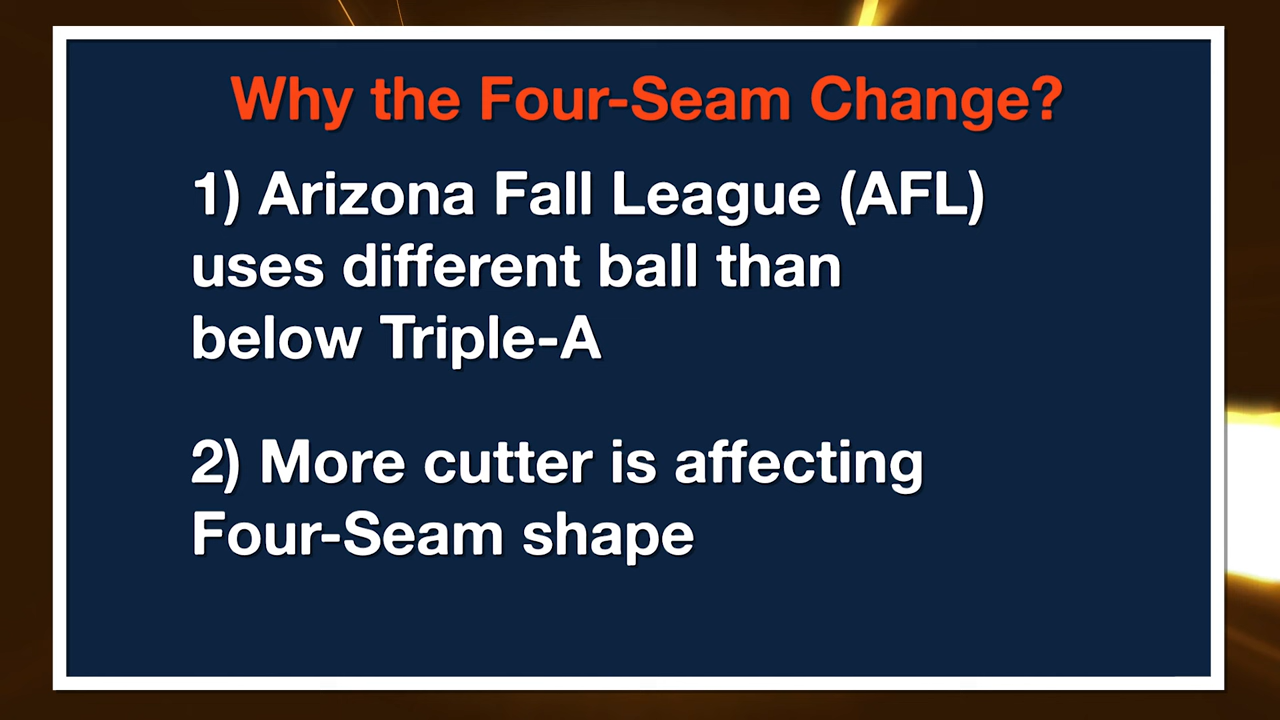 Why the Four-Seam Change?
1) Arizona Fall League (AFL)
uses different ball than
below Triple-A
2) More cutter is affecting
Four-Seam shape